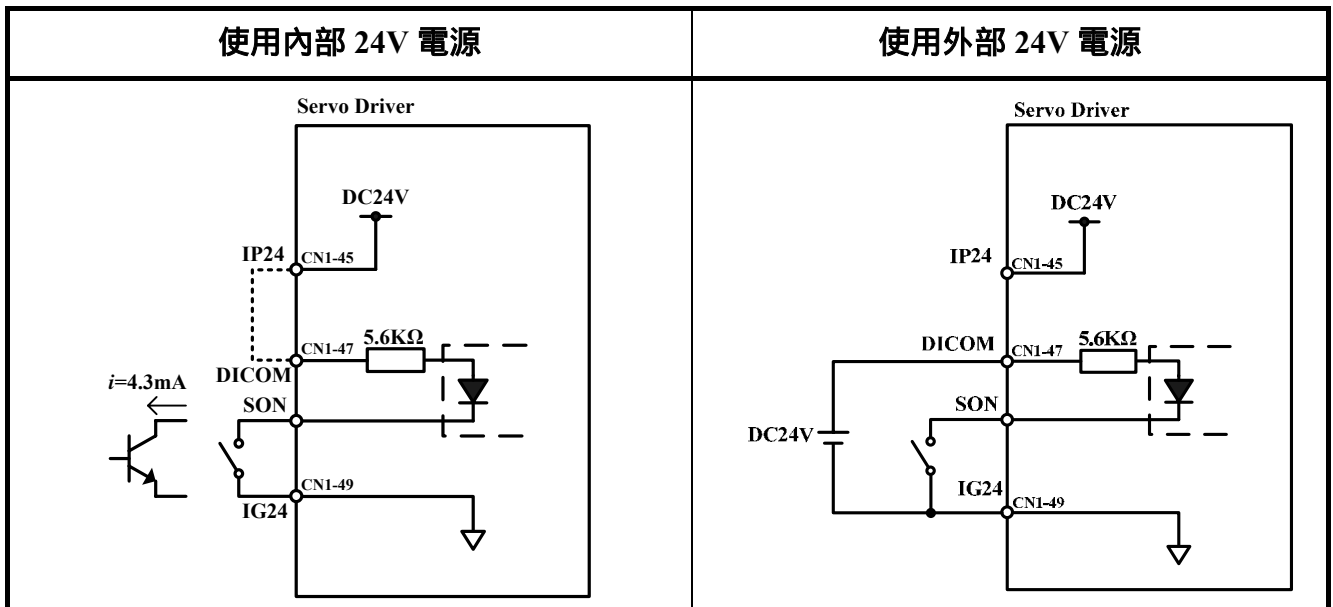 使用內部 24V 電源
Servo Driver
DC24V
IP24
CN1-45
CN1-47
5.6KΩ
DICOM
i=4.3mA
SON
CN1-49
IG24
使用外部 24V 電源
Servo Driver
DC24V
IP24
CN1-45
DICOM
CN1-47
5.6KΩ
SON
DC24V
IG24
CN1-49